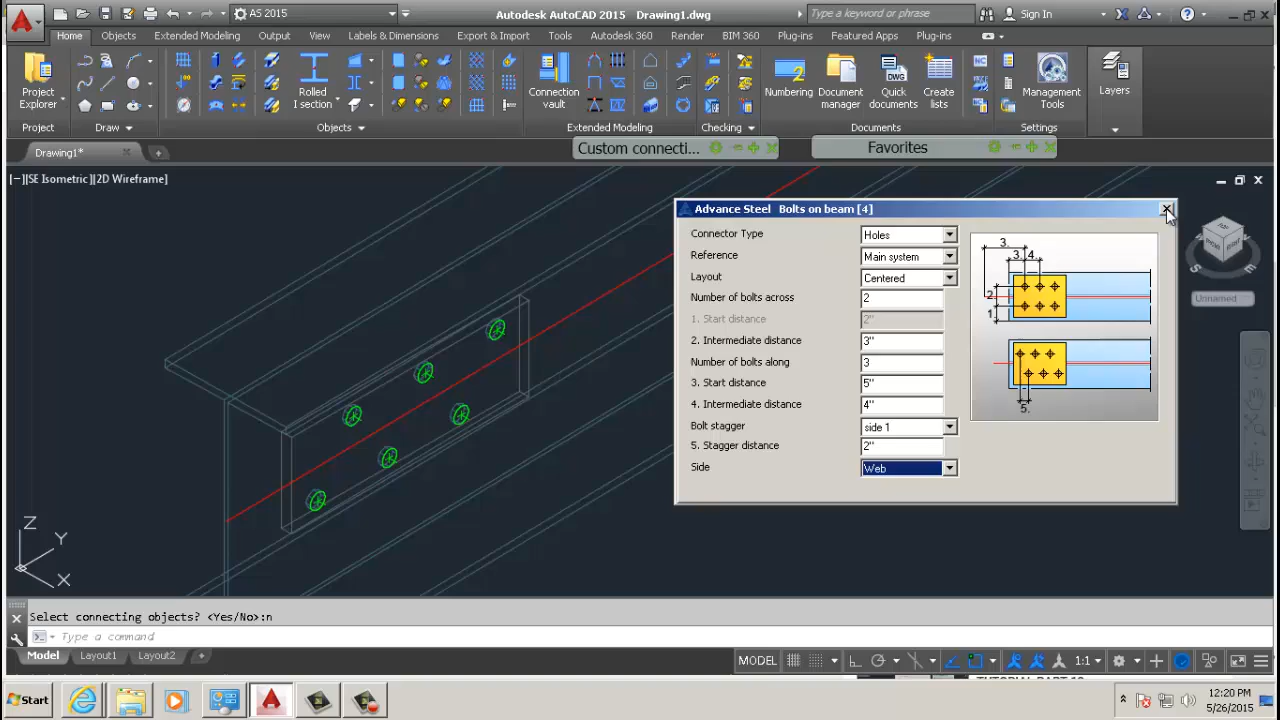 AS 2015
Autodesk AutoCAD 2015 Drawing1.dwg
Type a keyword or phrase
Sign In
Home Objects Extended Modeling Output View Labels & Dimensions Export & Import Tools Autodesk 360 Render BIM 360 Plug-ins Featured Apps Plug-ins
Project Explorer
Rolled I section
Connection vault
Numbering
Document manager
Quick documents
Create lists
Management Tools
Layers
Project Draw Objects Extended Modeling Checking Documents Settings
Drawing1*
Custom connecti...
Favorites
[−][SE Isometric][2D Wireframe]
Advance Steel Bolts on beam [4]
Connector Type Holes
Reference Main system
Layout Centered
Number of bolts across 2
1. Start distance 2"
2. Intermediate distance 3"
Number of bolts along 3
3. Start distance 5"
4. Intermediate distance 4"
Bolt stagger side 1
5. Stagger distance 2"
Side Web
3.
3. 4.
2
1
5.
TOP
S E
Unnamed
Z
Y
X
Select connecting objects? <Yes/No>:n
Type a command
Model Layout1 Layout2
MODEL 1:1
Start
12:20 PM
5/26/2015